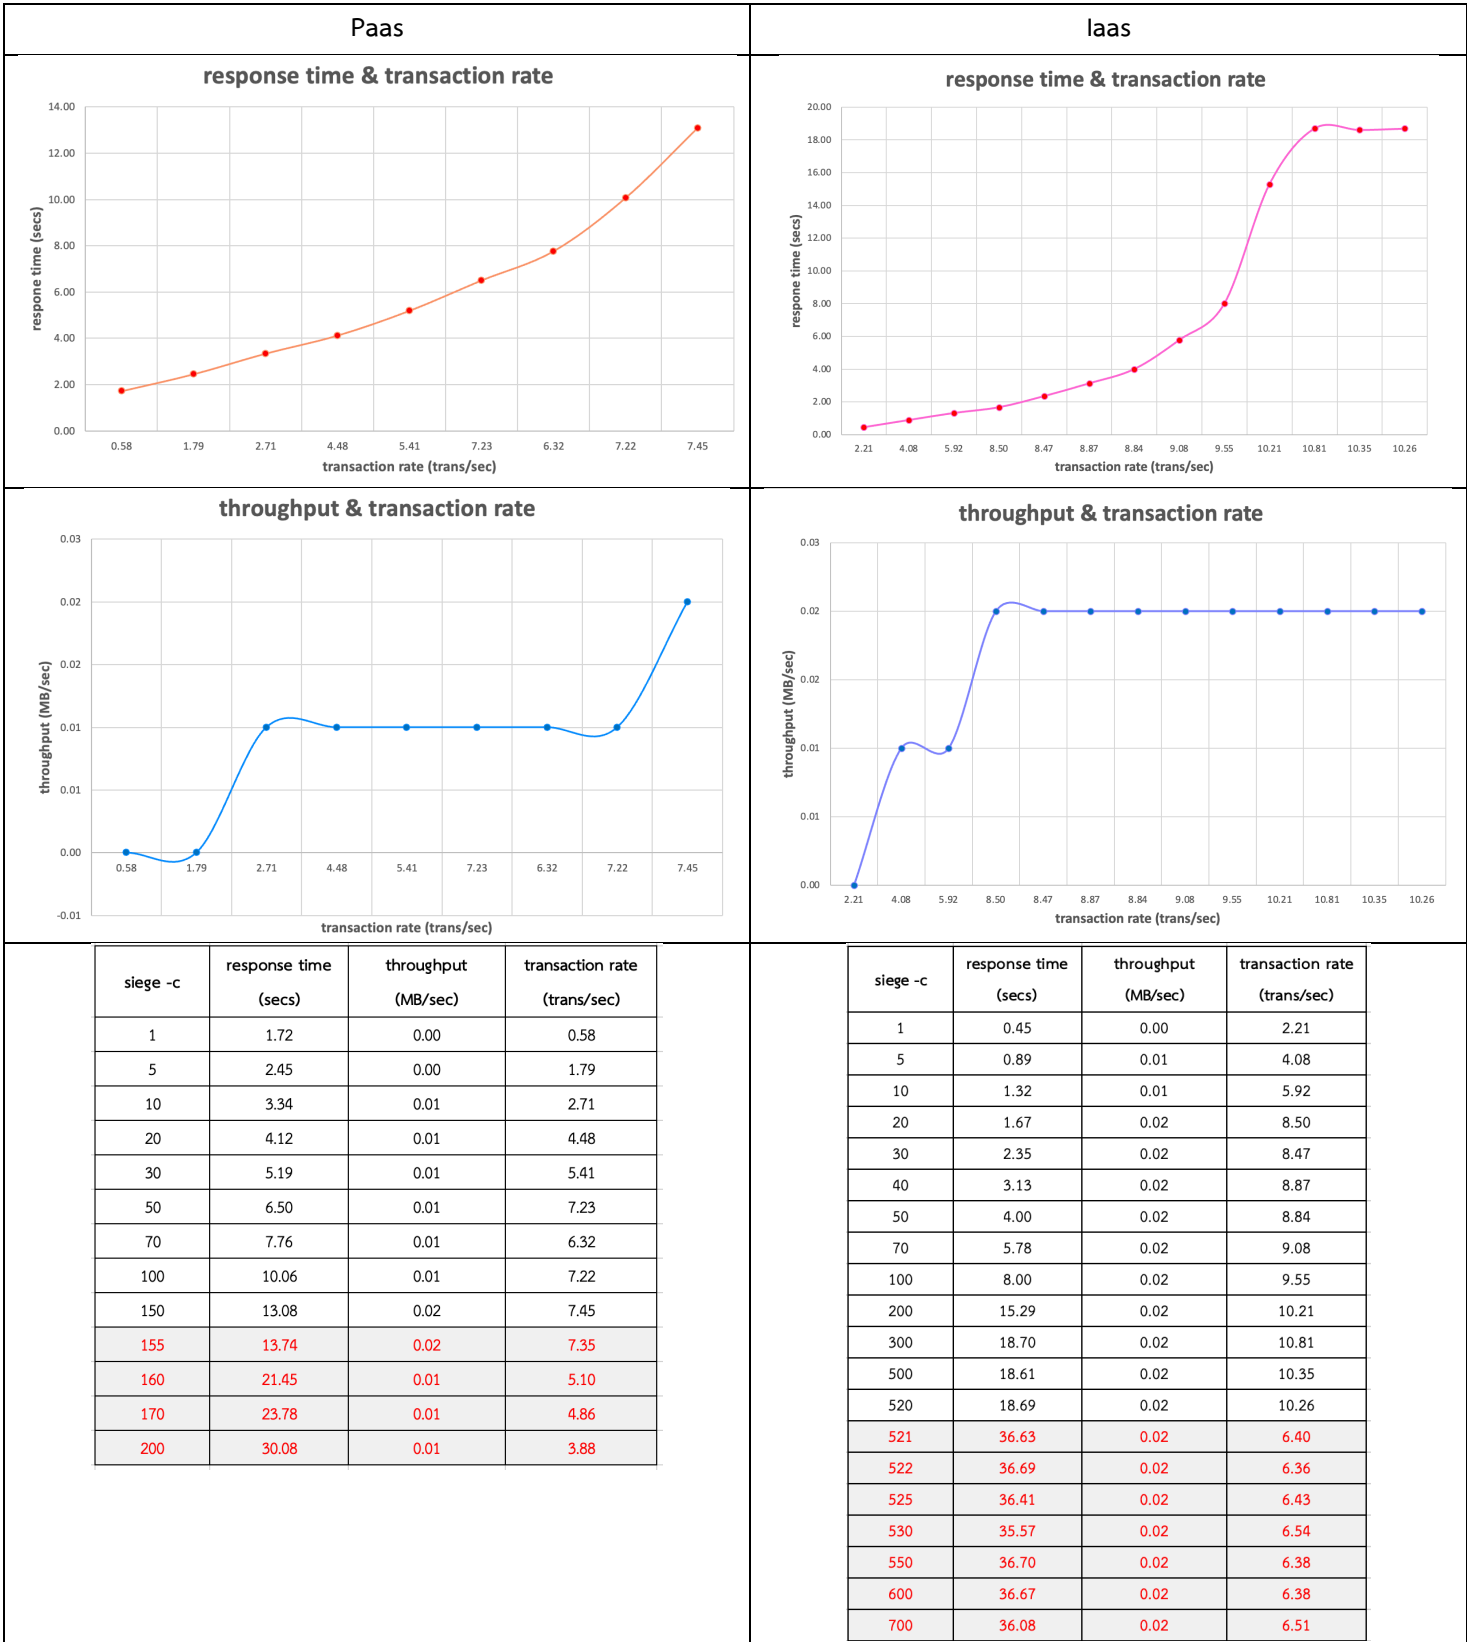 Paas
Iaas
response time & transaction rate
14.00
12.00
10.00
8.00
6.00
4.00
2.00
0.00
respone time (secs)
0.58 1.79 2.71 4.48 5.41 7.23 6.32 7.22 7.45
transaction rate (trans/sec)
response time & transaction rate
20.00
18.00
16.00
14.00
12.00
10.00
8.00
6.00
4.00
2.00
0.00
respone time (secs)
2.21 4.08 5.92 8.50 8.47 8.87 8.84 9.08 9.55 10.21 10.81 10.35 10.26
transaction rate (trans/sec)
throughput & transaction rate
0.03
0.02
0.02
0.01
0.01
0.00
-0.01
throughput (MB/sec)
0.58 1.79 2.71 4.48 5.41 7.23 6.32 7.22 7.45
transaction rate (trans/sec)
throughput & transaction rate
0.03
0.02
0.02
0.01
0.01
0.00
throughput (MB/sec)
2.21 4.08 5.92 8.50 8.47 8.87 8.84 9.08 9.55 10.21 10.81 10.35 10.26
transaction rate (trans/sec)
siege -c response time (secs) throughput (MB/sec) transaction rate (trans/sec)
1 1.72 0.00 0.58
5 2.45 0.00 1.79
10 3.34 0.01 2.71
20 4.12 0.01 4.48
30 5.19 0.01 5.41
50 6.50 0.01 7.23
70 7.76 0.01 6.32
100 10.06 0.01 7.22
150 13.08 0.02 7.45
155 13.74 0.02 7.35
160 21.45 0.01 5.10
170 23.78 0.01 4.86
200 30.08 0.01 3.88
siege -c response time (secs) throughput (MB/sec) transaction rate (trans/sec)
1 0.45 0.00 2.21
5 0.89 0.01 4.08
10 1.32 0.01 5.92
20 1.67 0.02 8.50
30 2.35 0.02 8.47
40 3.13 0.02 8.87
50 4.00 0.02 8.84
70 5.78 0.02 9.08
100 8.00 0.02 9.55
200 15.29 0.02 10.21
300 18.70 0.02 10.81
500 18.61 0.02 10.35
520 18.69 0.02 10.26
521 36.63 0.02 6.40
522 36.69 0.02 6.36
525 36.41 0.02 6.43
530 35.57 0.02 6.54
550 36.70 0.02 6.38
600 36.67 0.02 6.38
700 36.08 0.02 6.51